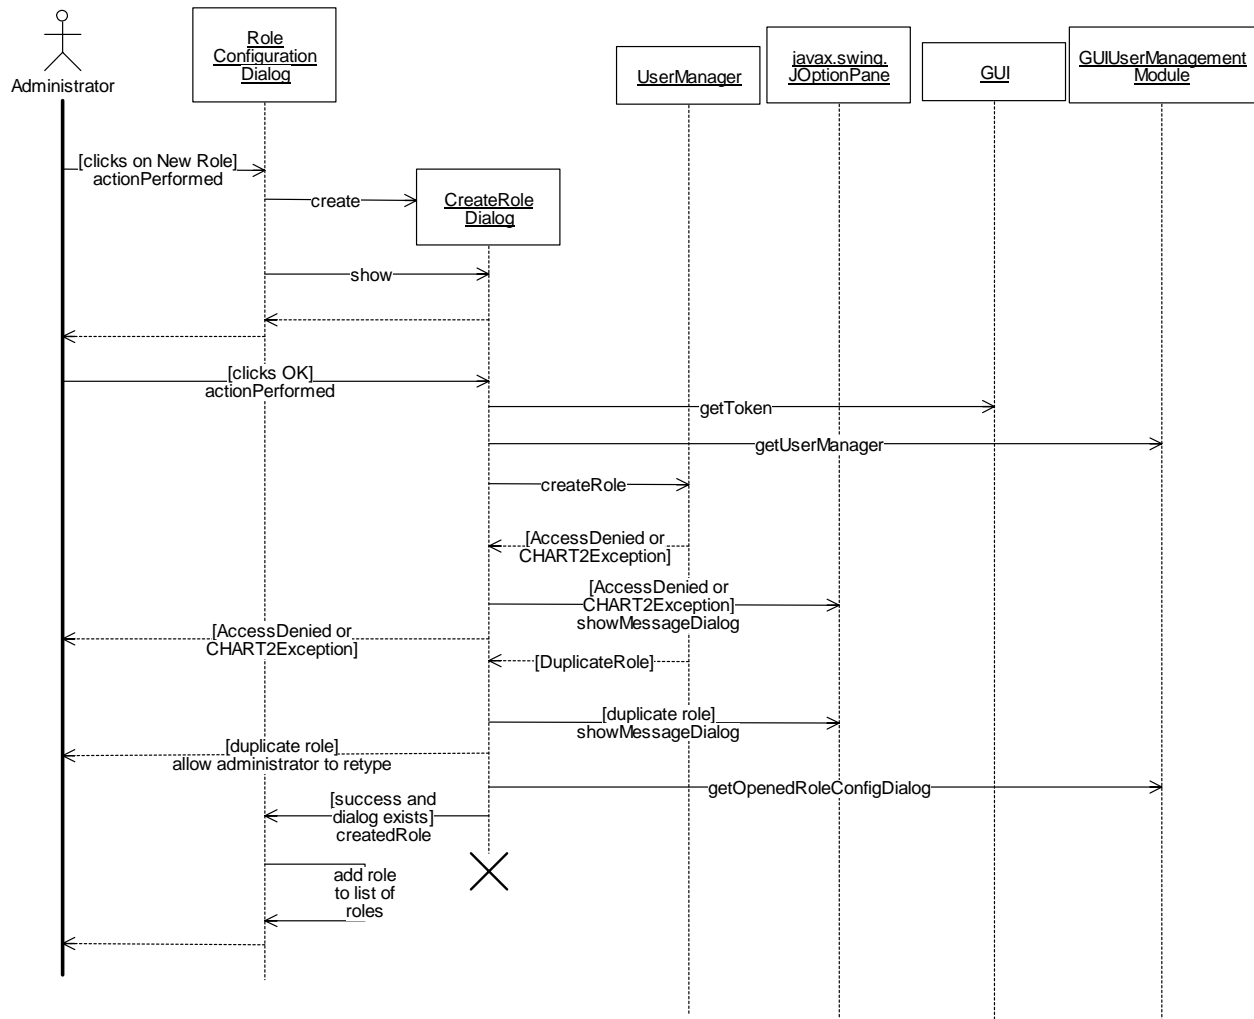 Administrator
Role
Configuration
Dialog
UserManager
javax.swing.
JOptionPane
GUI
GUIUserManagement
Module
[clicks on New Role]
actionPerformed
create
CreateRole
Dialog
show
[clicks OK]
actionPerformed
getToken
getUserManager
createRole
[AccessDenied or
CHART2Exception]
[AccessDenied or
CHART2Exception]
showMessageDialog
[AccessDenied or
CHART2Exception]
[DuplicateRole]
[duplicate role]
showMessageDialog
[duplicate role]
allow administrator to retype
getOpenedRoleConfigDialog
[success and
dialog exists]
createdRole
add role
to list of
roles